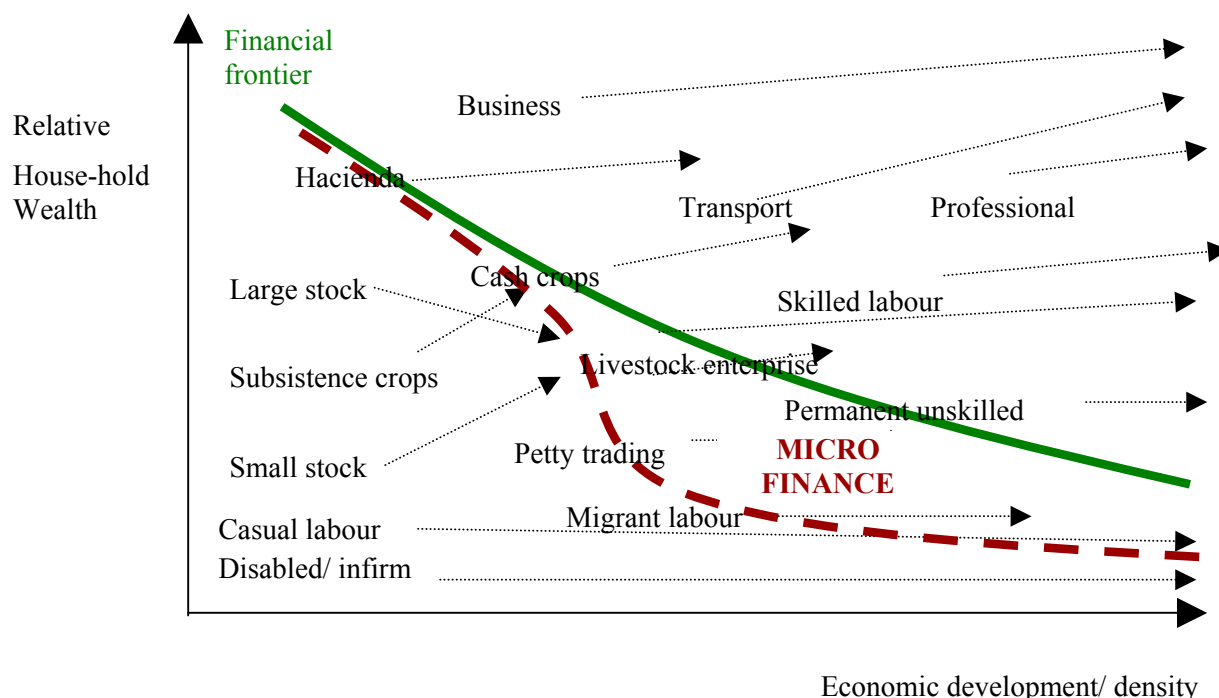 Financial
frontier
Business
Relative
House-hold
Wealth
Hacienda
Transport
Professional
Cash crops
Large stock
Skilled labour
Livestock enterprise
Subsistence crops
Permanent unskilled
MICRO
FINANCE
Petty trading
Small stock
Migrant labour
Casual labour
Disabled/ infirm
Economic development/ density